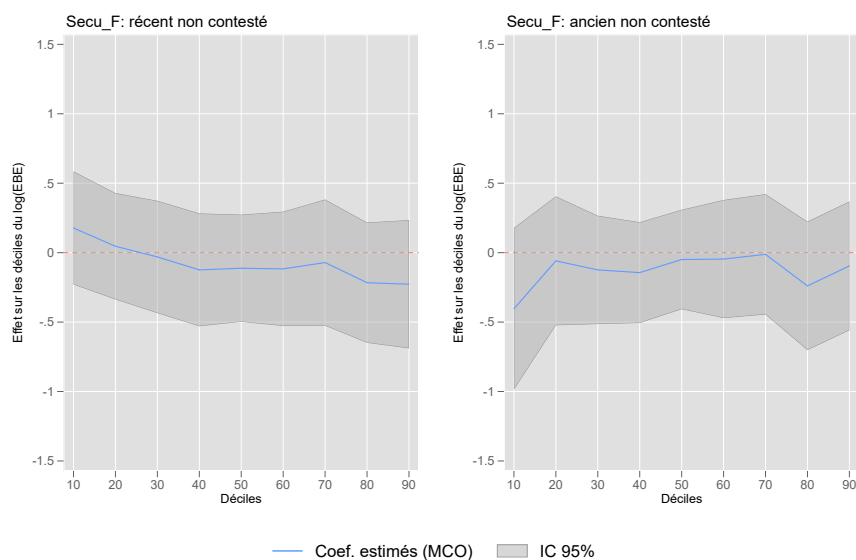 Secu_F: récent non contesté
Secu_F: ancien non contesté
Effet sur les déciles du log(EBE)
1.5
1
.5
0
-.5
-1
-1.5
10 20 30 40 50 60 70 80 90
Déciles
Effet sur les déciles du log(EBE)
1.5
1
.5
0
-.5
-1
-1.5
10 20 30 40 50 60 70 80 90
Déciles
Coef. estimés (MCO) IC 95%